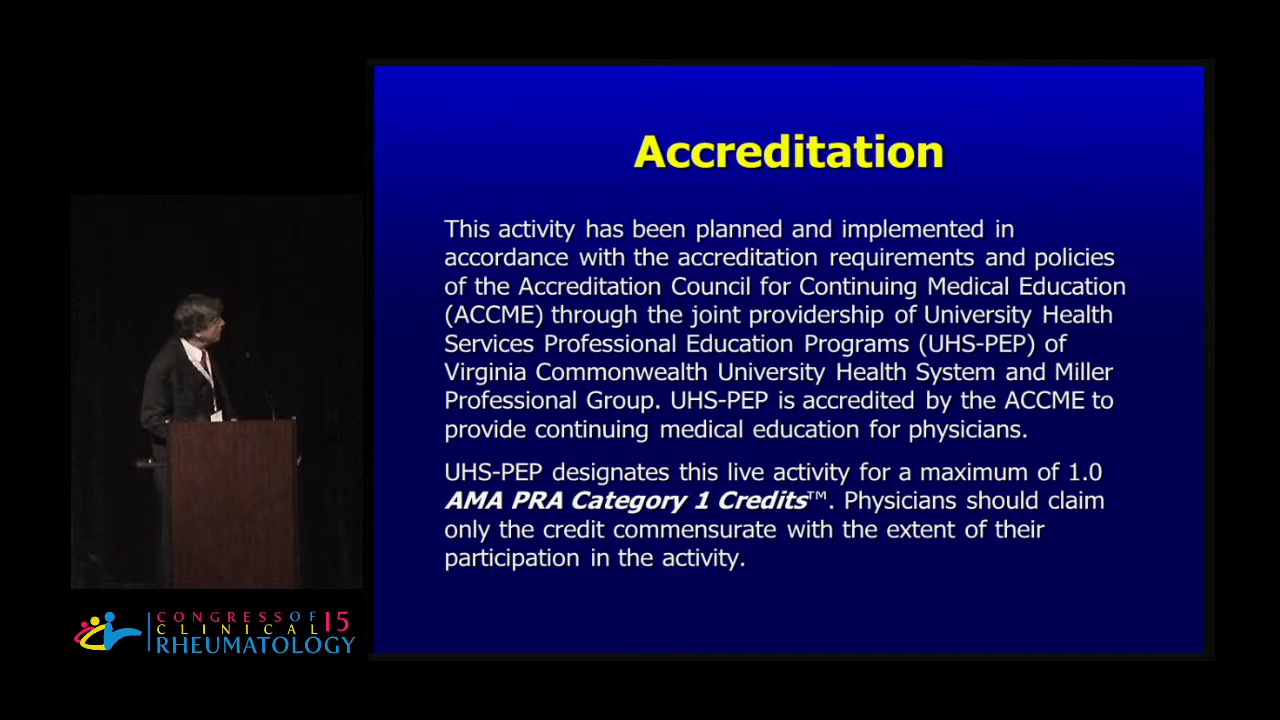 Accreditation
This activity has been planned and implemented in
accordance with the accreditation requirements and policies
of the Accreditation Council for Continuing Medical Education
(ACCME) through the joint providership of University Health
Services Professional Education Programs (UHS-PEP) of
Virginia Commonwealth University Health System and Miller
Professional Group. UHS-PEP is accredited by the ACCME to
provide continuing medical education for physicians.
UHS-PEP designates this live activity for a maximum of 1.0
AMA PRA Category 1 Credits™. Physicians should claim
only the credit commensurate with the extent of their
participation in the activity.
CONGRESS OF 15
CLINICAL
RHEUMATOLOGY